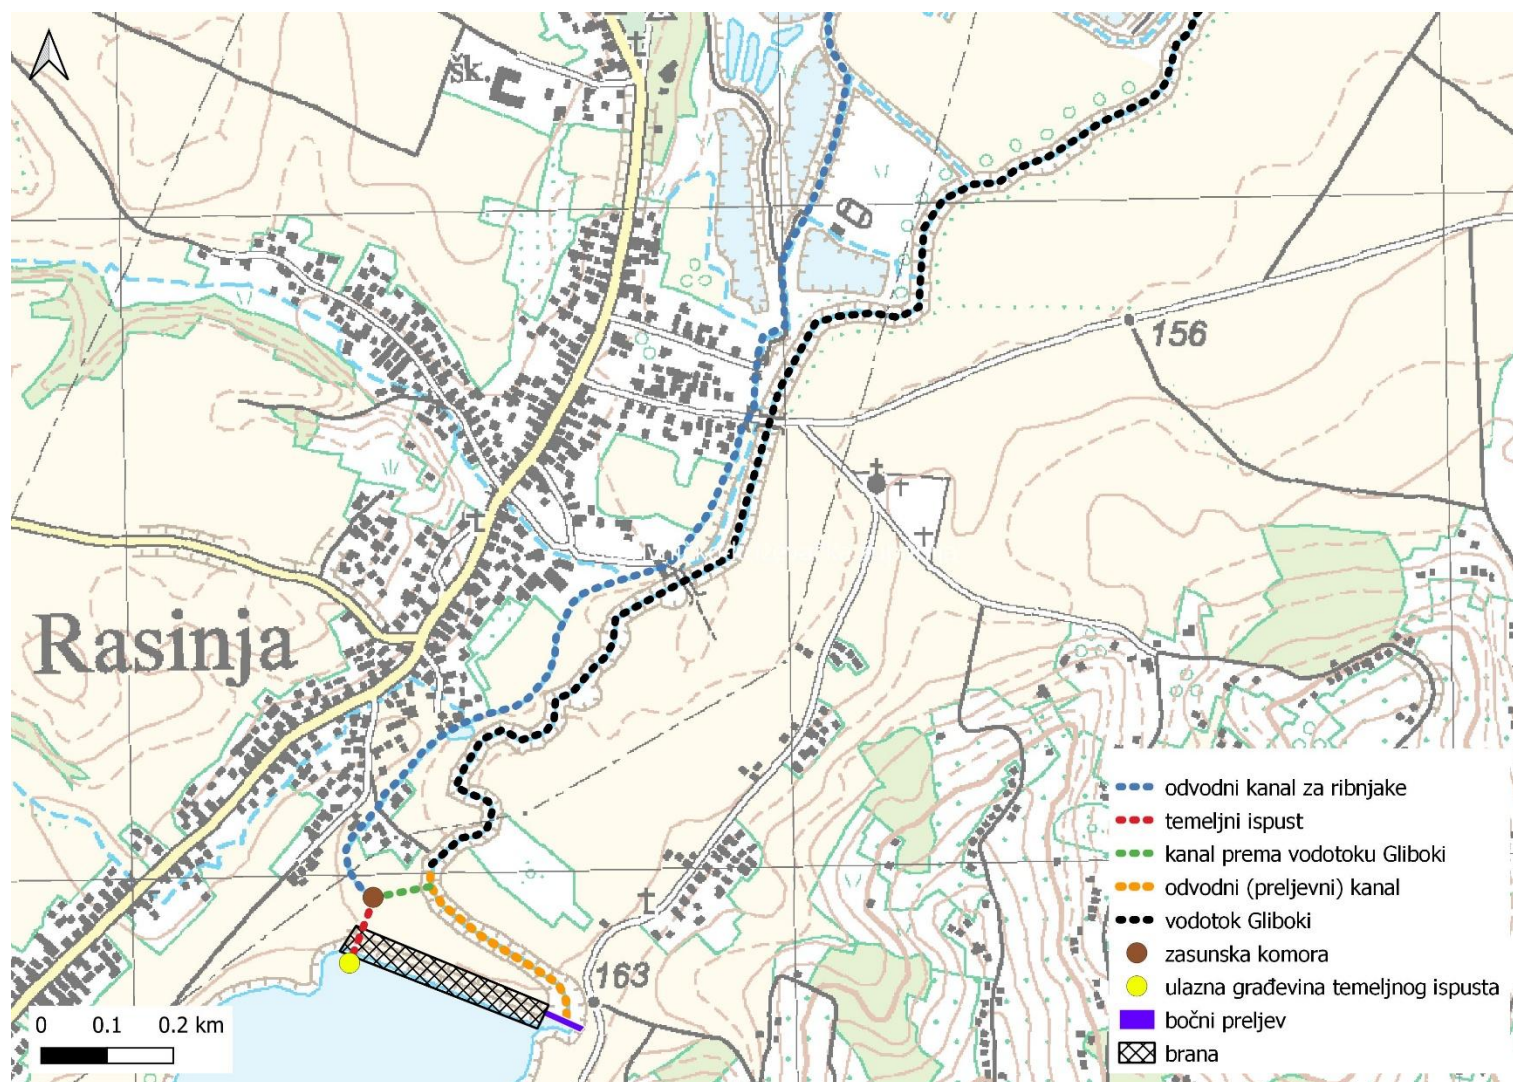 šk.
156
Rasinja
163
odvodni kanal za ribnjake
temeljni ispust
kanal prema vodotoku Gliboki
odvodni (preljevni) kanal
vodotok Gliboki
zasunska komora
ulazna građevina temeljnog ispusta
bočni preljev
brana
0 0.1 0.2 km